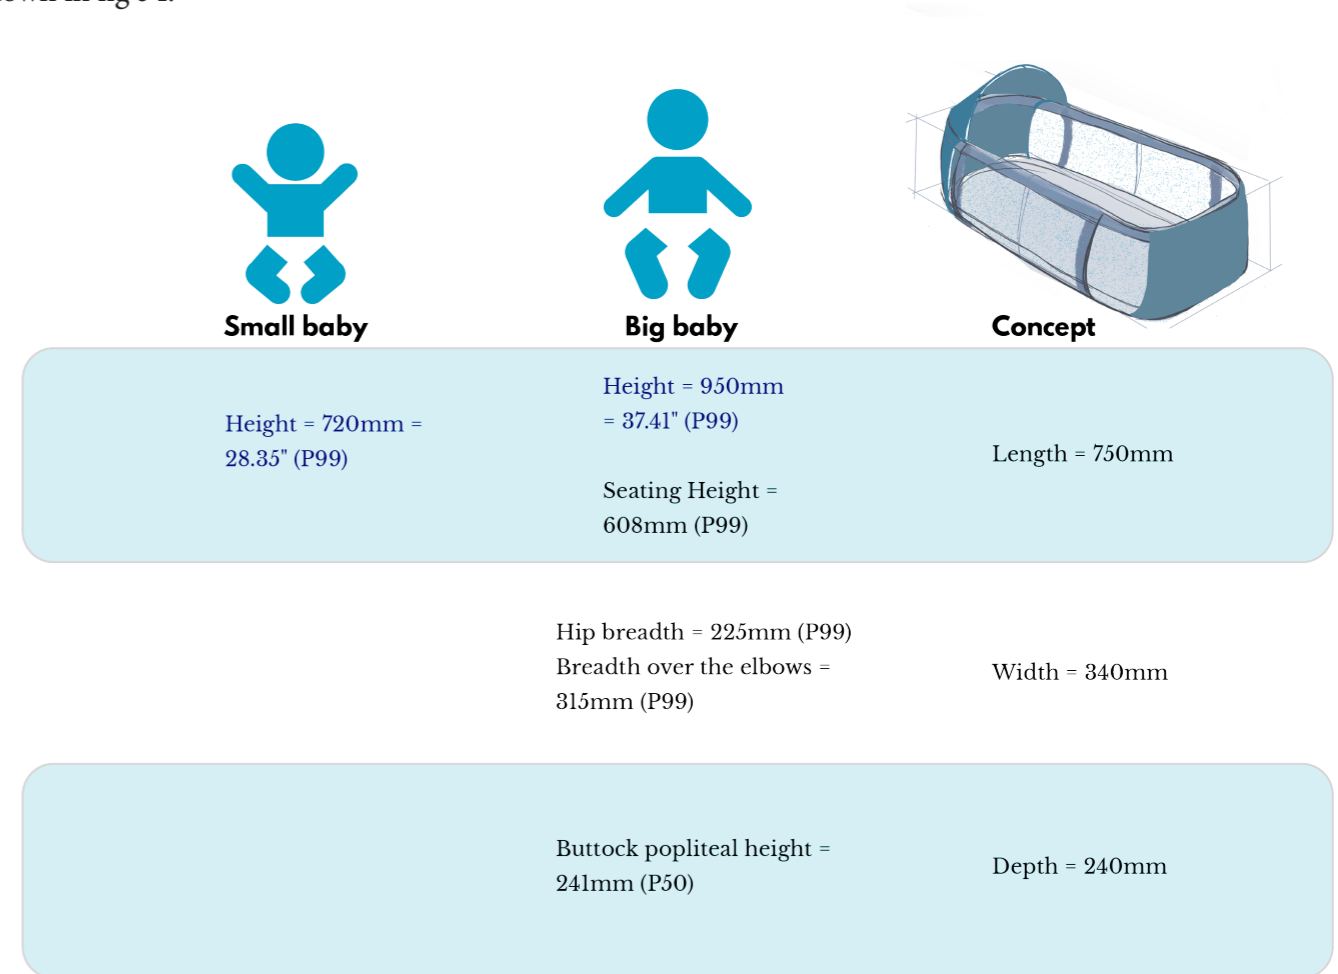 Small baby
Big baby
Concept
Height = 720mm =
28.35" (P99)
Height = 950mm
= 37.41" (P99)
Seating Height =
608mm (P99)
Length = 750mm
Hip breadth = 225mm (P99)
Breadth over the elbows =
315mm (P99)
Width = 340mm
Buttock popliteal height =
241mm (P50)
Depth = 240mm